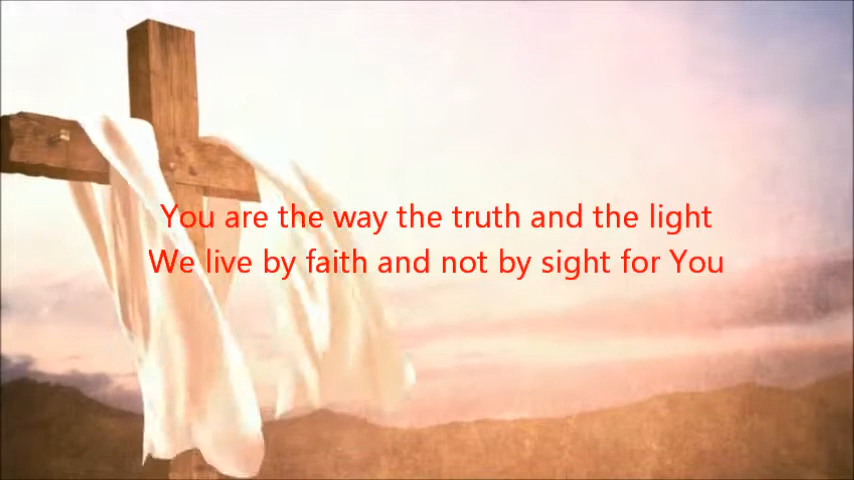 You are the way the truth and the light
We live by faith and not by sight for You